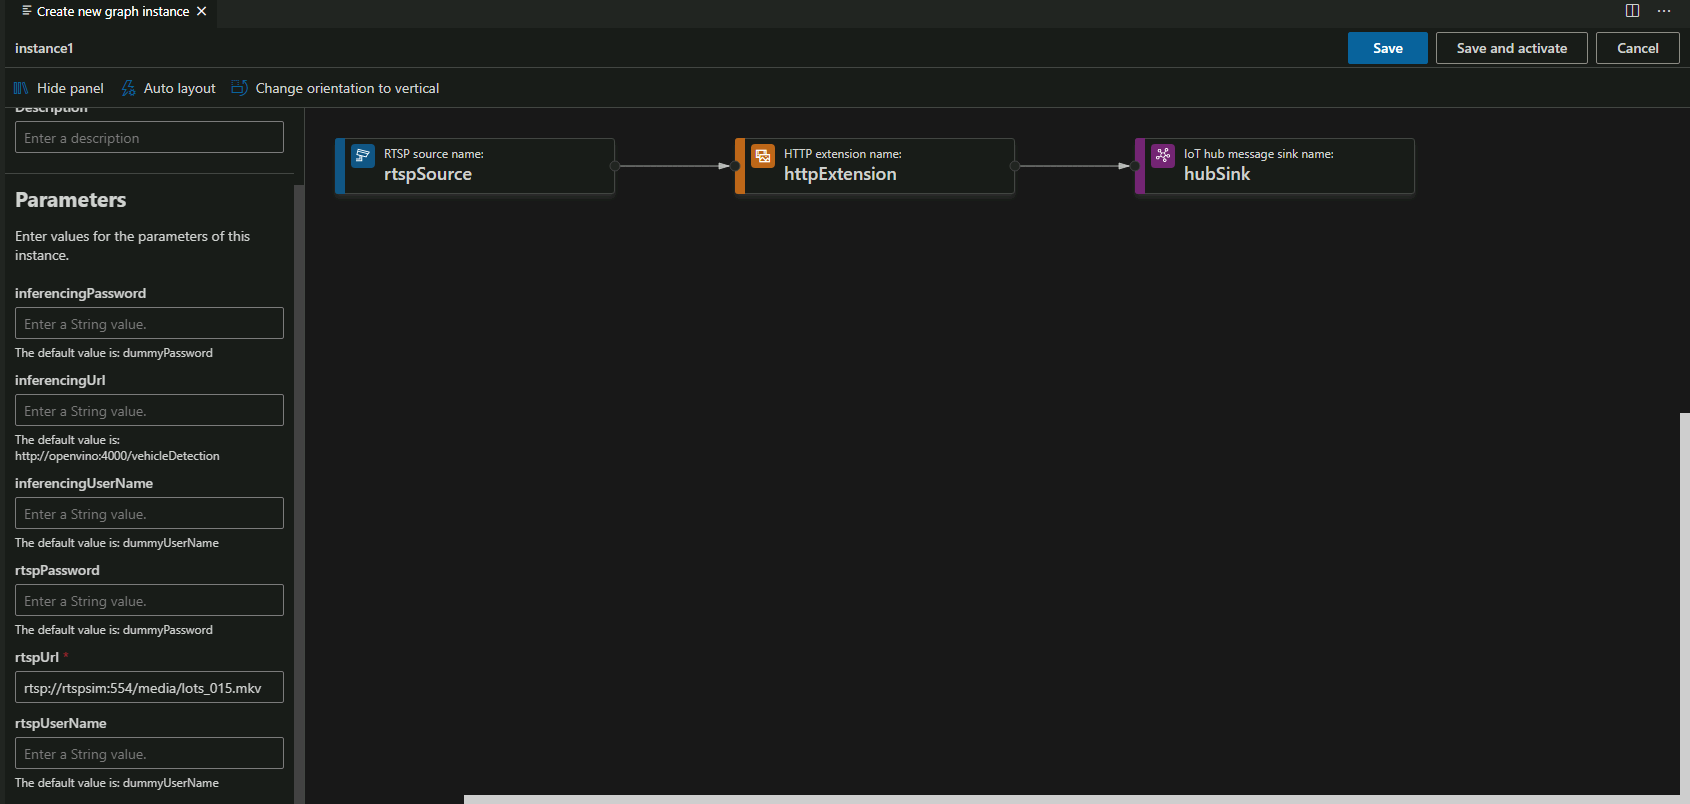 Create new graph instance
instance1
Save
Save and activate
Cancel
Hide panel
Auto layout
Change orientation to vertical
Description
Enter a description
Parameters
Enter values for the parameters of this
instance.
inferencingPassword
Enter a String value.
The default value is: dummyPassword
inferencingUrl
Enter a String value.
The default value is:
http://openvino:4000/vehicleDetection
inferencingUserName
Enter a String value.
The default value is: dummyUserName
rtspPassword
Enter a String value.
The default value is: dummyPassword
rtspUrl *
rtsp://rtspsim:554/media/lots_015.mkv
rtspUserName
Enter a String value.
The default value is: dummyUserName
RTSP source name:
rtspSource
HTTP extension name:
httpExtension
IoT hub message sink name:
hubSink